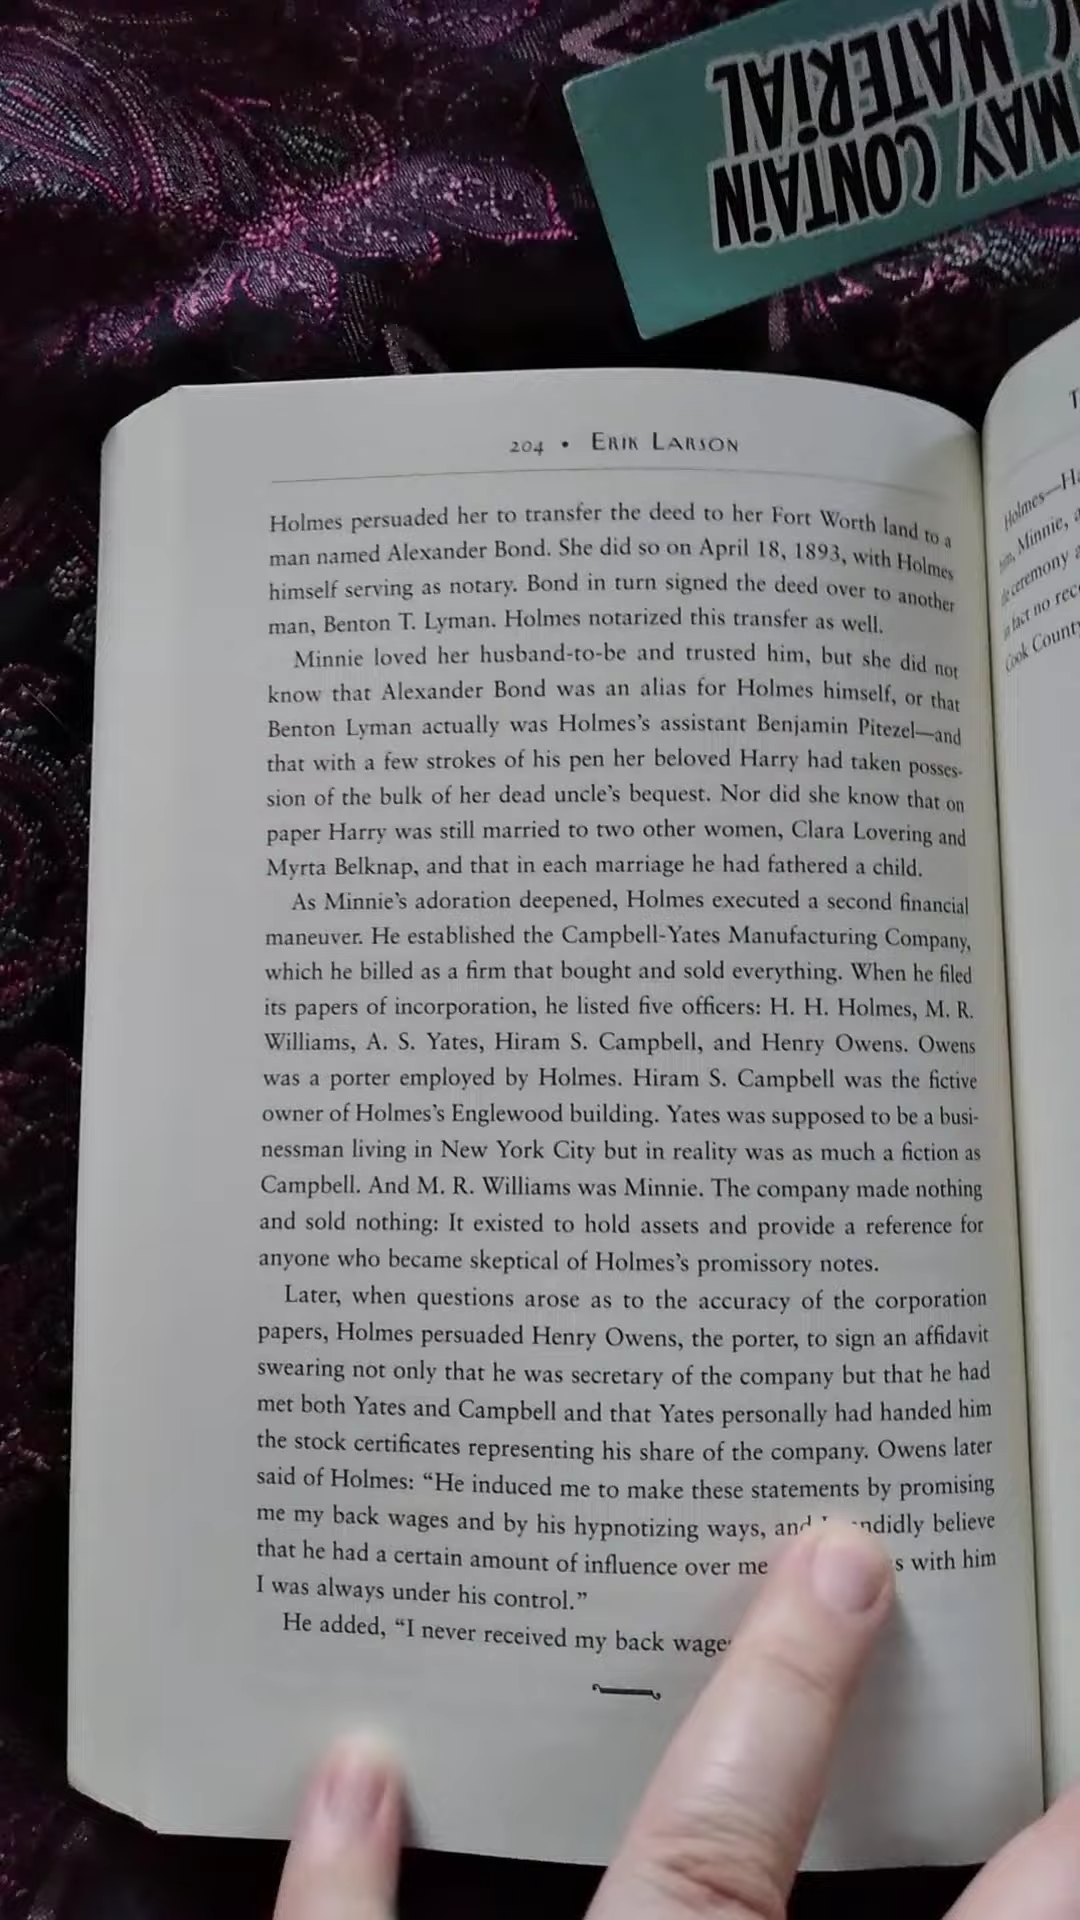 MAY CONTAIN
MATERIAL
204 • ERIK LARSON
Holmes persuaded her to transfer the deed to her Fort Worth land to a
man named Alexander Bond. She did so on April 18, 1893, with Holmes
himself serving as notary. Bond in turn signed the deed over to another
man, Benton T. Lyman. Holmes notarized this transfer as well.
Minnie loved her husband-to-be and trusted him, but she did not
know that Alexander Bond was an alias for Holmes himself, or that
Benton Lyman actually was Holmes's assistant Benjamin Pitezel—and
that with a few strokes of his pen her beloved Harry had taken posses-
sion of the bulk of her dead uncle's bequest. Nor did she know that on
paper Harry was still married to two other women, Clara Lovering and
Myrta Belknap, and that in each marriage he had fathered a child.
As Minnie's adoration deepened, Holmes executed a second financial
maneuver. He established the Campbell-Yates Manufacturing Company,
which he billed as a firm that bought and sold everything. When he filed
its papers of incorporation, he listed five officers: H. H. Holmes, M. R.
Williams, A. S. Yates, Hiram S. Campbell, and Henry Owens. Owens
was a porter employed by Holmes. Hiram S. Campbell was the fictive
owner of Holmes's Englewood building. Yates was supposed to be a busi-
nessman living in New York City but in reality was as much a fiction as
Campbell. And M. R. Williams was Minnie. The company made nothing
and sold nothing: It existed to hold assets and provide a reference for
anyone who became skeptical of Holmes's promissory notes.
Later, when questions arose as to the accuracy of the corporation
papers, Holmes persuaded Henry Owens, the porter, to sign an affidavit
swearing not only that he was secretary of the company but that he had
met both Yates and Campbell and that Yates personally had handed him
the stock certificates representing his share of the company. Owens later
said of Holmes: "He induced me to make these statements by promising
me my back wages and by his hypnotizing ways, and believe
that he had a certain amount of influence over me with him
I was always under his control."
He added, "I never received my back
Holmes—
Minnie,
ceremony
in fact no
Cook County